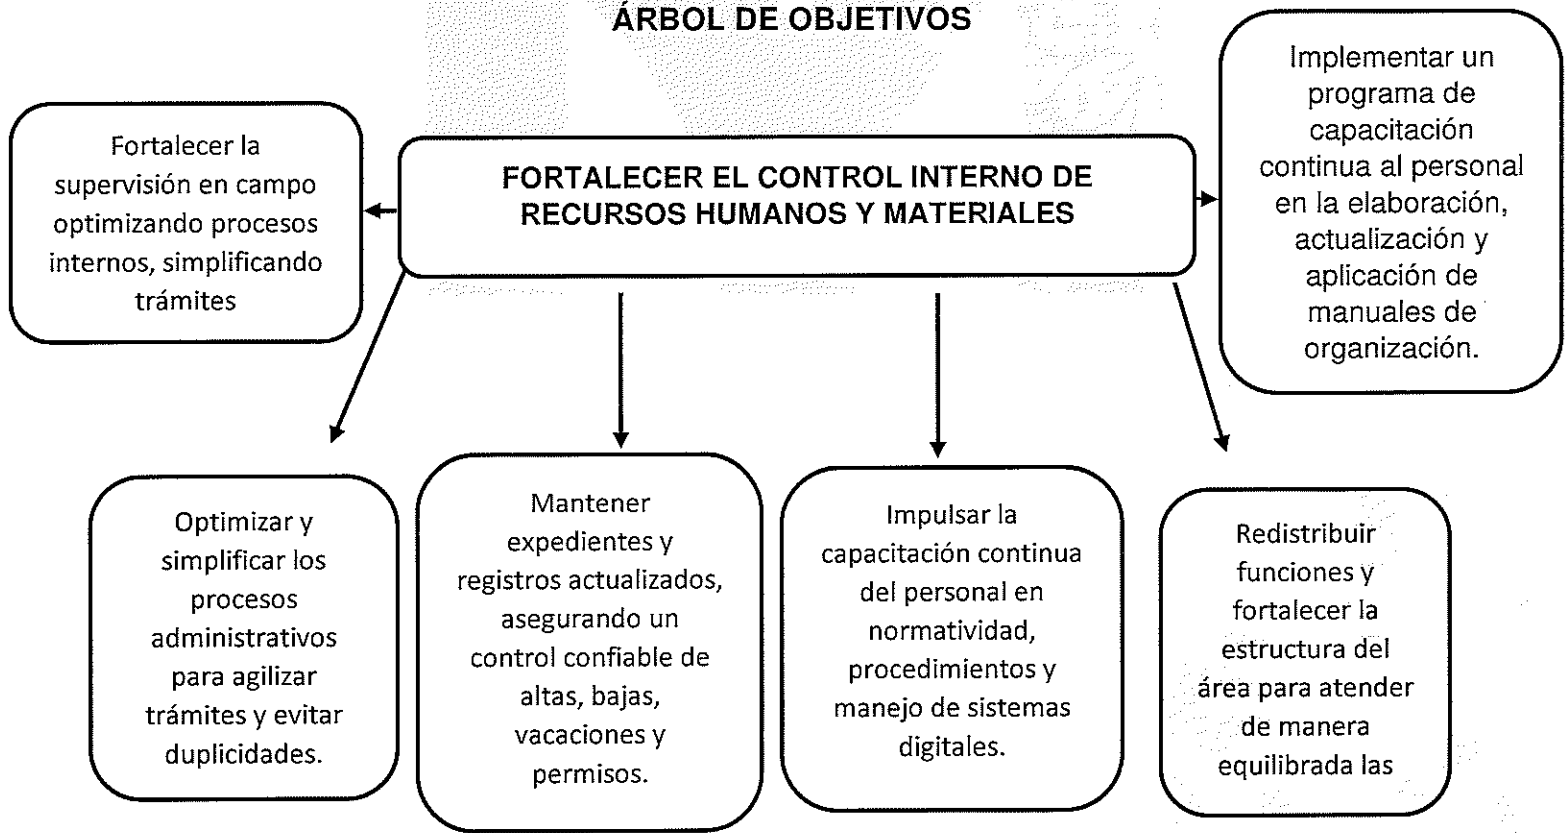 ÁRBOL DE OBJETIVOS
Fortalecer la
supervisión en campo
optimizando procesos
internos, simplificando
trámites
FORTALECER EL CONTROL INTERNO DE
RECURSOS HUMANOS Y MATERIALES
Implementar un
programa de
capacitación
continua al personal
en la elaboración,
actualización y
aplicación de
manuales de
organización.
Optimizar y
simplificar los
procesos
administrativos
para agilizar
trámites y evitar
duplicidades.
Mantener
expedientes y
registros actualizados,
asegurando un
control confiable de
altas, bajas,
vacaciones y
permisos.
Impulsar la
capacitación continua
del personal en
normatividad,
procedimientos y
manejo de sistemas
digitales.
Redistribuir
funciones y
fortalecer la
estructura del
área para atender
de manera
equilibrada las